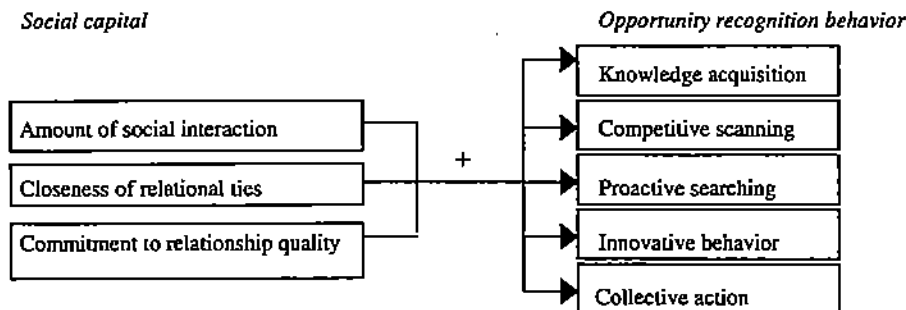 Social capital
Opportunity recognition behavior
Amount of social interaction
Closeness of relational ties
Commitment to relationship quality
+
Knowledge acquisition
Competitive scanning
Proactive searching
Innovative behavior
Collective action